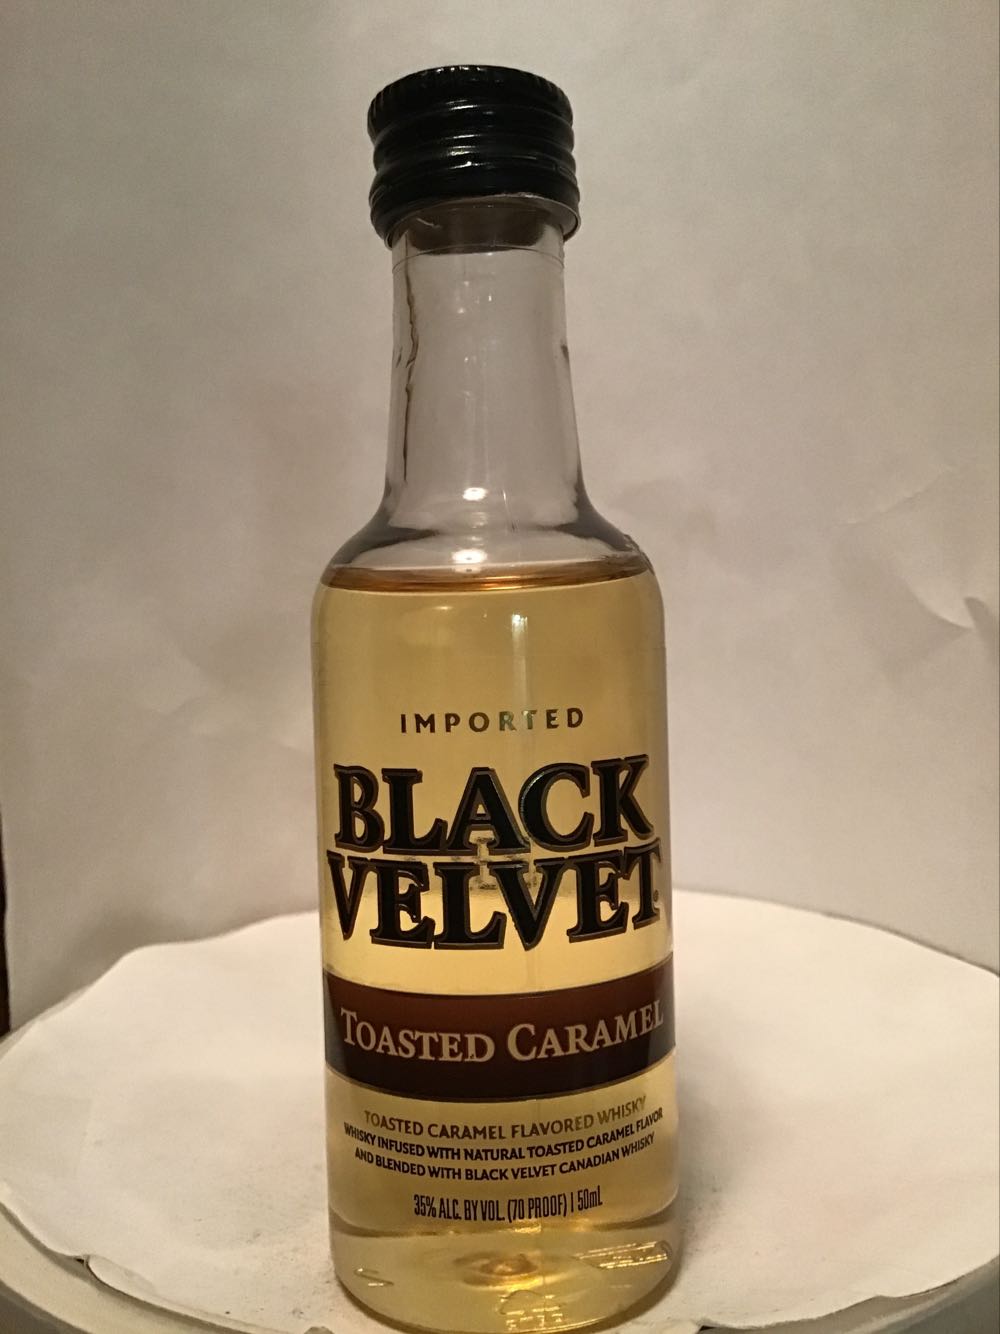 IMPORTED
BLACK
VELVET
TOASTED CARAMEL
TOASTED CARAMEL FLAVORED WHISKY
WHISKY INFUSED WITH NATURAL TOASTED CARAMEL FLAVOR
AND BLENDED WITH BLACK VELVET CANADIAN WHISKY
35% ALC. BY VOL. (70 PROOF) | 50mL